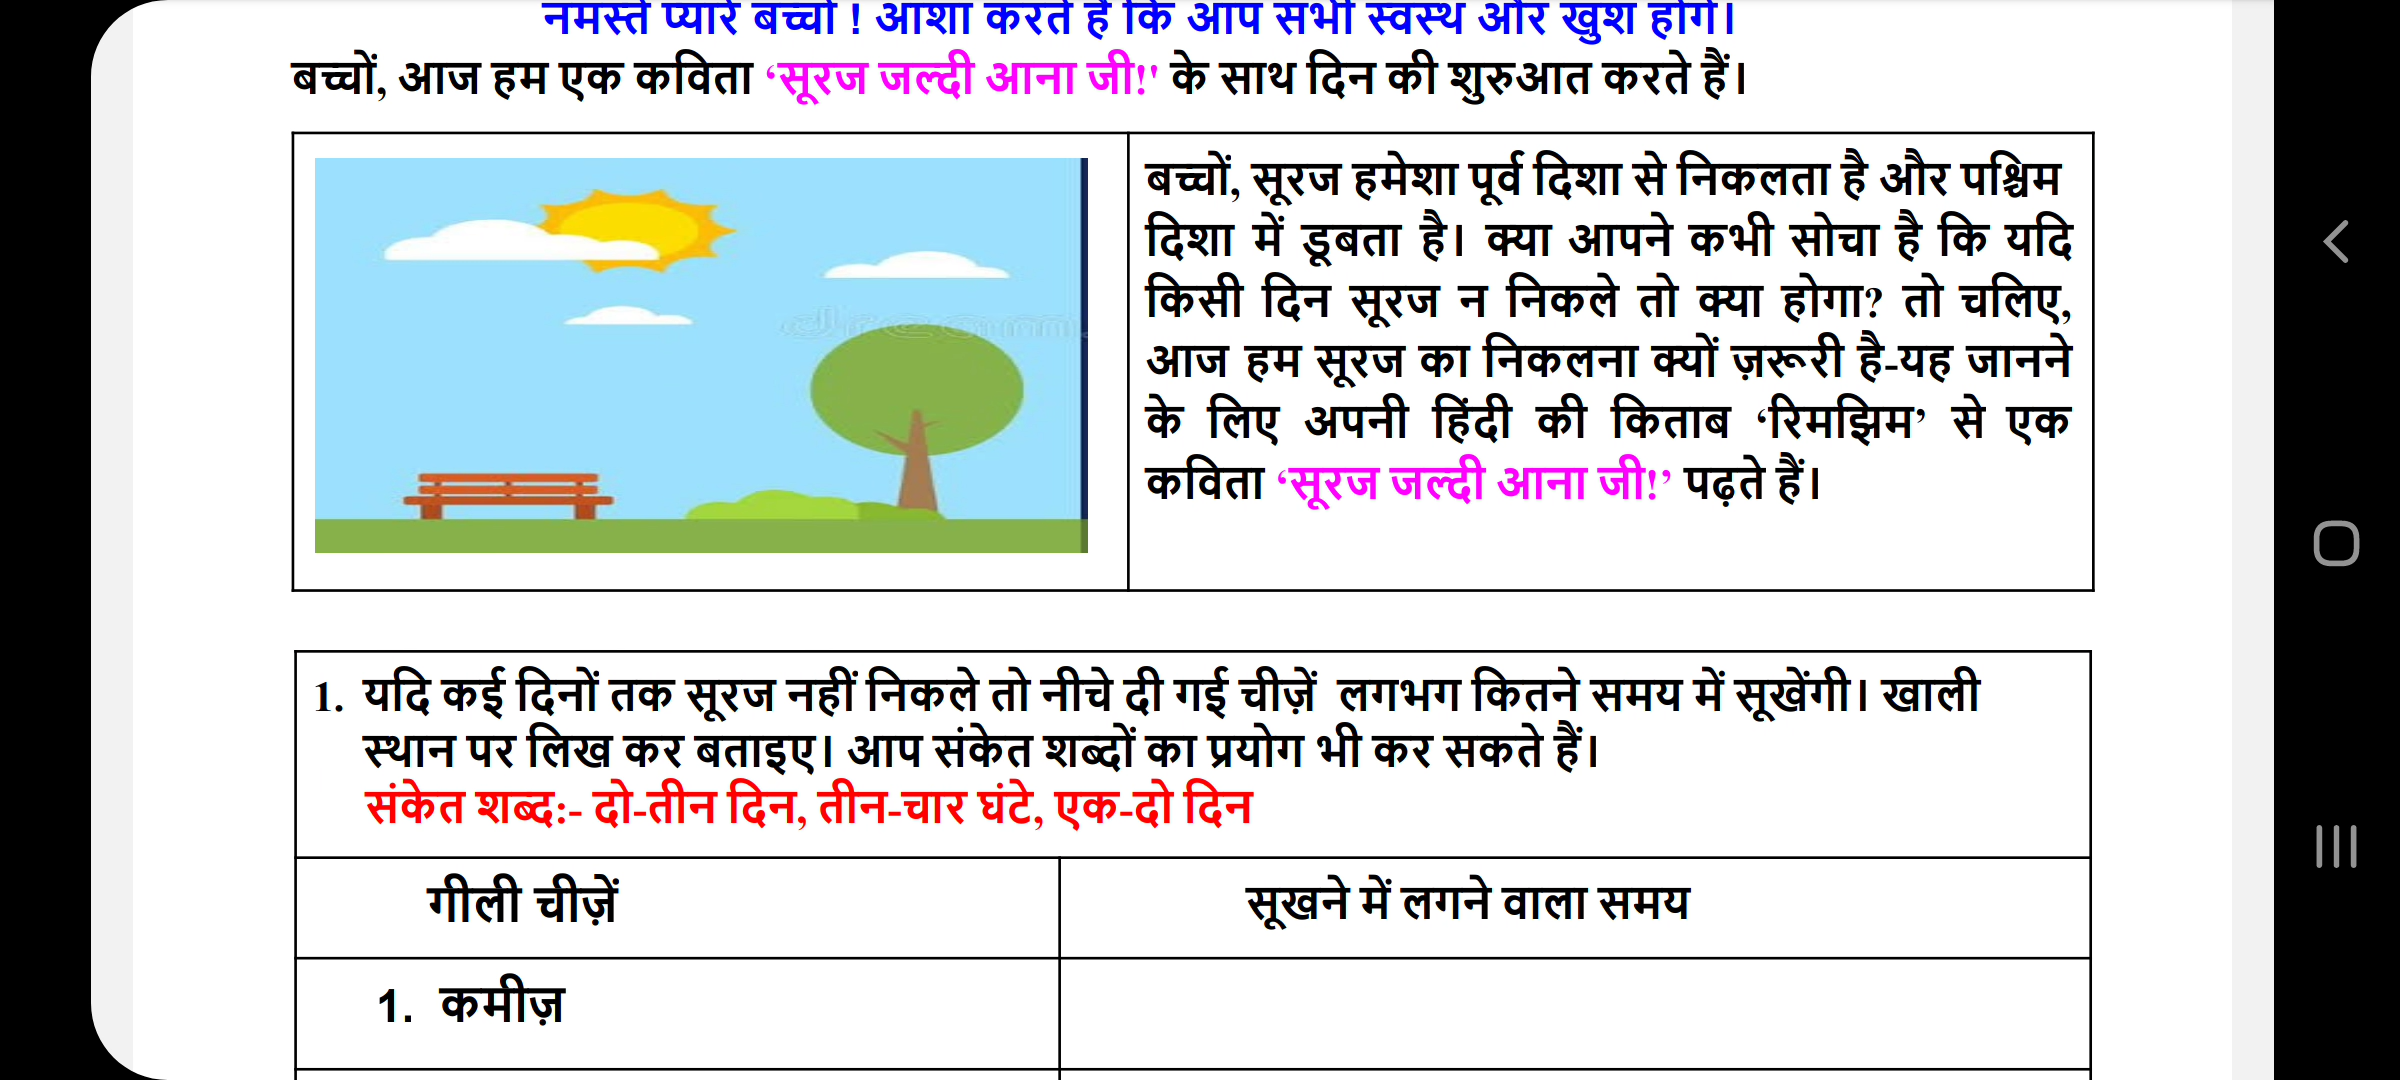 नमस्ते प्यारे बच्चों ! आशा करते हैं कि आप सभी स्वस्थ और खुश होंगे।
बच्चों, आज हम एक कविता ‘सूरज जल्दी आना जी!' के साथ दिन की शुरुआत करते हैं।
बच्चों, सूरज हमेशा पूर्व दिशा से निकलता है और पश्चिम
दिशा में डूबता है। क्या आपने कभी सोचा है कि यदि
किसी दिन सूरज न निकले तो क्या होगा? तो चलिए,
आज हम सूरज का निकलना क्यों ज़रूरी है-यह जानने
के लिए अपनी हिंदी की किताब ‘रिमझिम’ से एक
कविता ‘सूरज जल्दी आना जी!’ पढ़ते हैं।
1. यदि कई दिनों तक सूरज नहीं निकले तो नीचे दी गई चीज़ें लगभग कितने समय में सूखेंगी। खाली
स्थान पर लिख कर बताइए। आप संकेत शब्दों का प्रयोग भी कर सकते हैं।
संकेत शब्द:- दो-तीन दिन, तीन-चार घंटे, एक-दो दिन
गीली चीज़ें
सूखने में लगने वाला समय
1. कमीज़